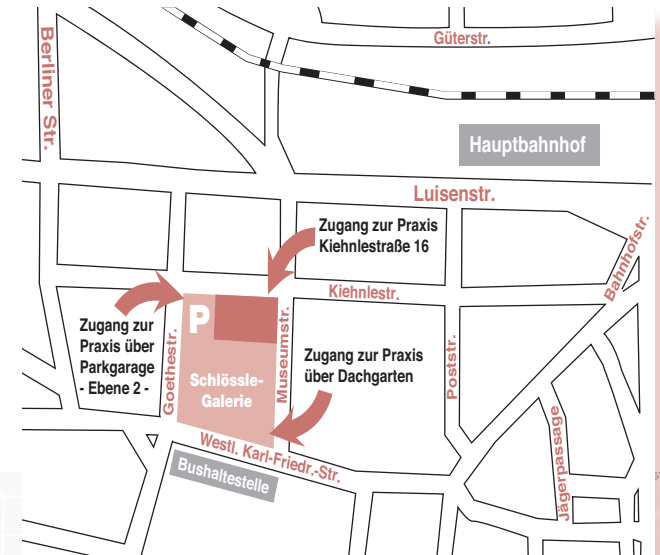 Güterstr.
Berliner Str.
Hauptbahnhof
Luisenstr.
Zugang zur Praxis
Kiehnlestraße 16
Bahnhofstr.
Kiehnlestr.
P
Zugang zur
Praxis über
Parkgarage
- Ebene 2 -
Goethestr.
Museumstr.
Schlössle-
Galerie
Zugang zur Praxis
über Dachgarten
Poststr.
Westl. Karl-Friedr.-Str.
Bushaltestelle
Jägerpassage